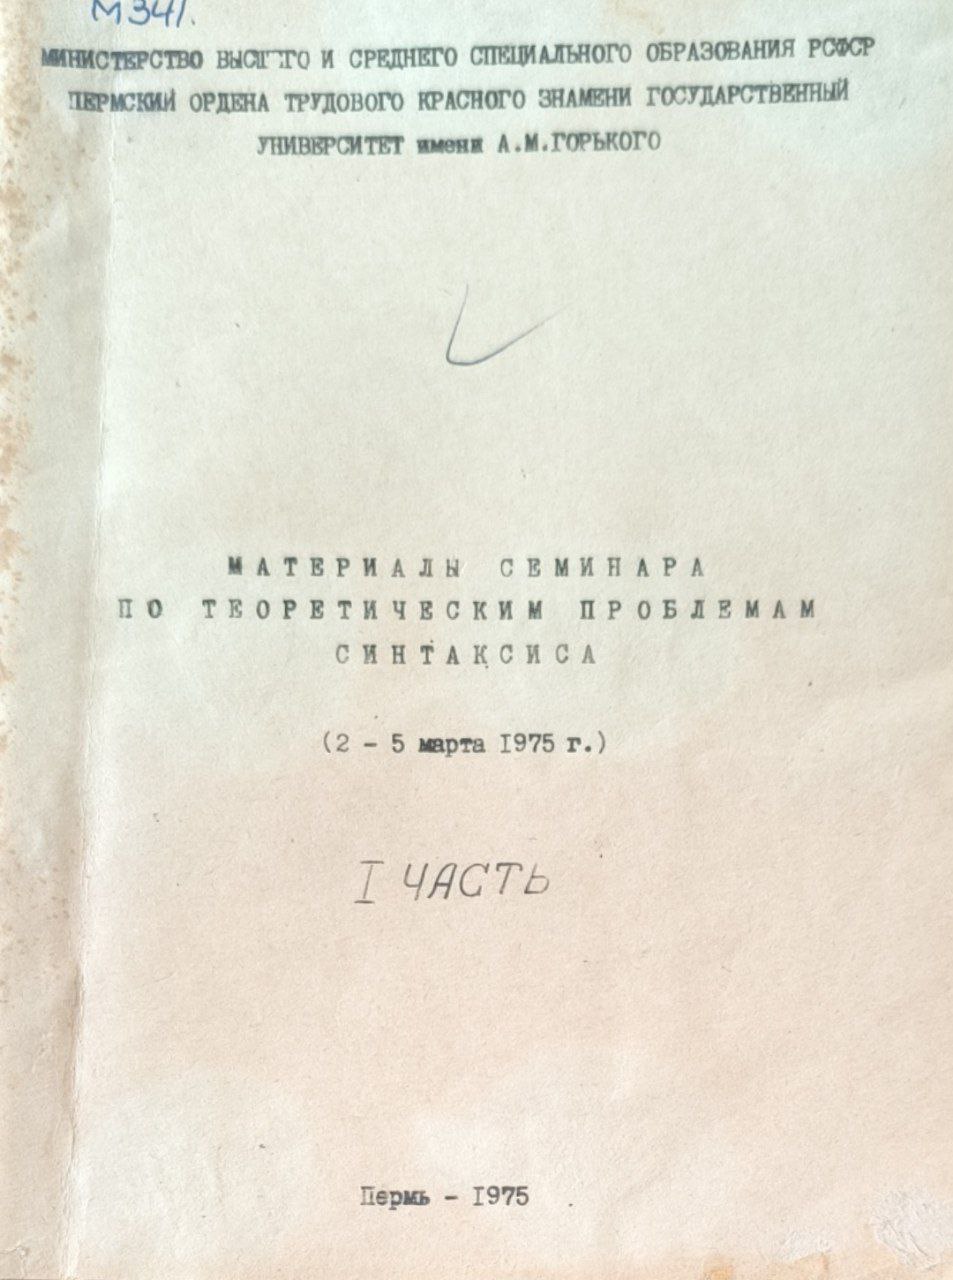 М341.
МИНИСТЕРСТВО И СРЕДНЕГО СПЕЦИАЛЬНОГО ОБРАЗОВАНИЯ РСФСР
ПЕРМСКИЙ ОРДЕНА ТРУДОВОГО КРАСНОГО ЗНАМЕНИ ГОСУДАРСТВЕННЫЙ
УНИВЕРСИТЕТ имени А.М.ГОРЬКОГО
МАТЕРИАЛЫ СЕМИНАРА
ПО ТЕОРЕТИЧЕСКИМ ПРОБЛЕМАМ
СИНТАКСИСА
(2 - 5 марта 1975 г.)
I ЧАСТЬ
Пермь - 1975